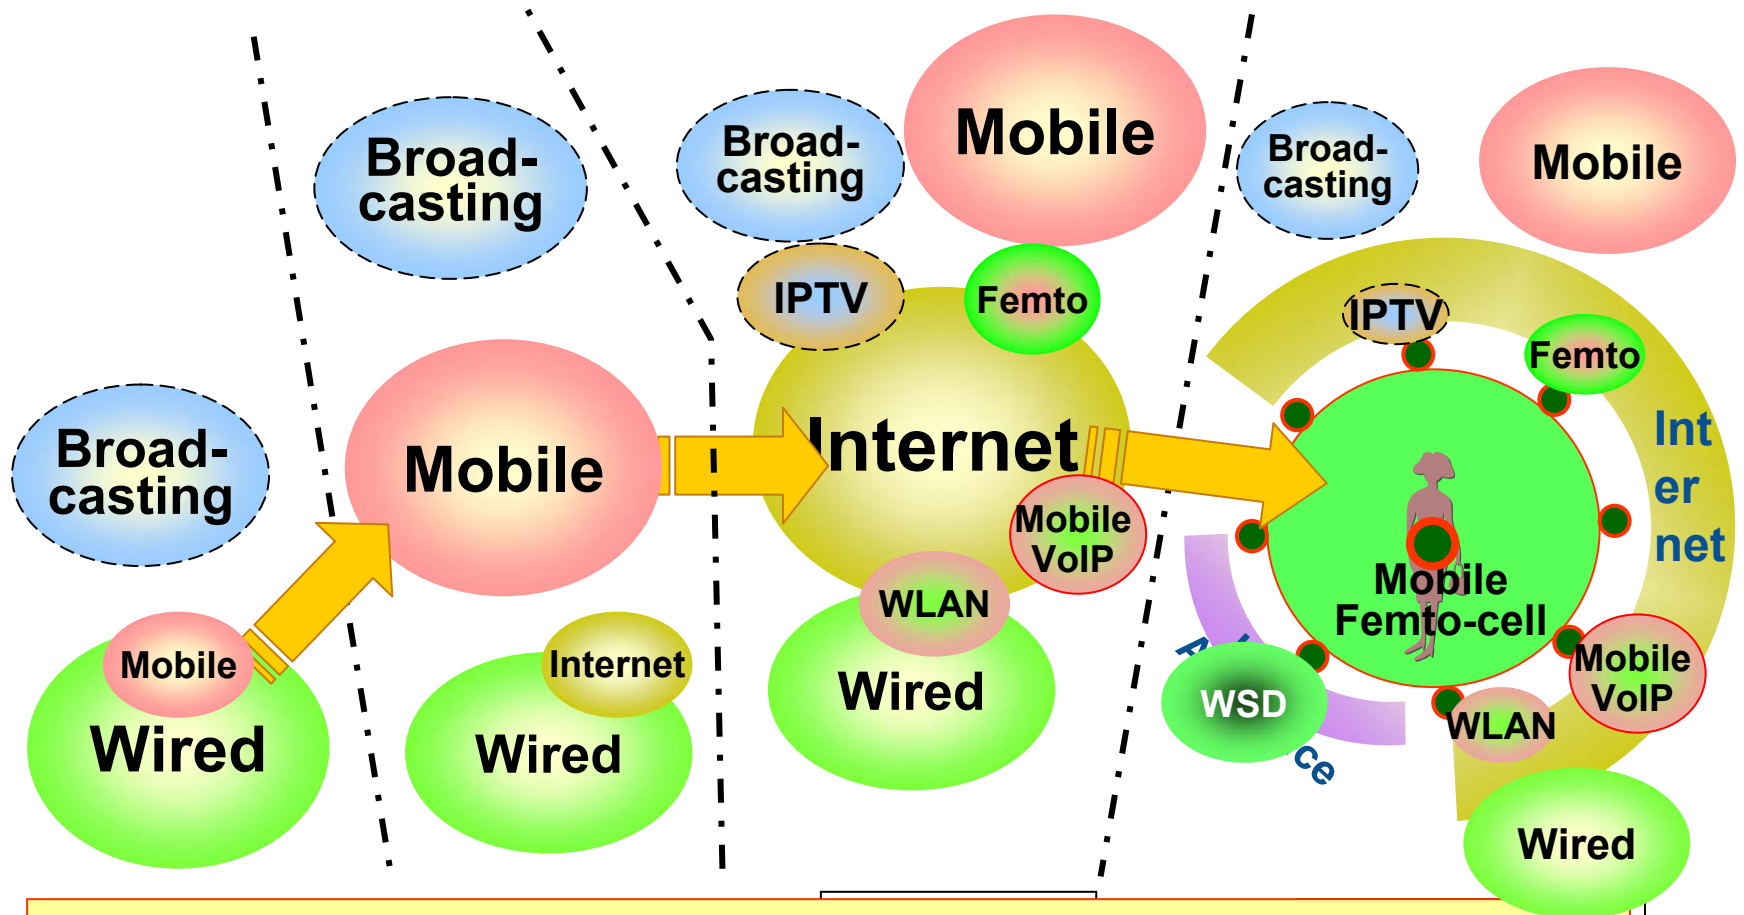 Broad-
casting
Mobile
Wired
Broad-
casting
Mobile
Internet
Wired
Broad-
casting
Mobile
IPTV
Femto
Internet
Mobile
VoIP
WLAN
Wired
Broad-
casting
Mobile
IPTV
Femto
Int
er
net
Mobile
Femto-cell
Mobile
VoIP
WSD
WLAN
Wired